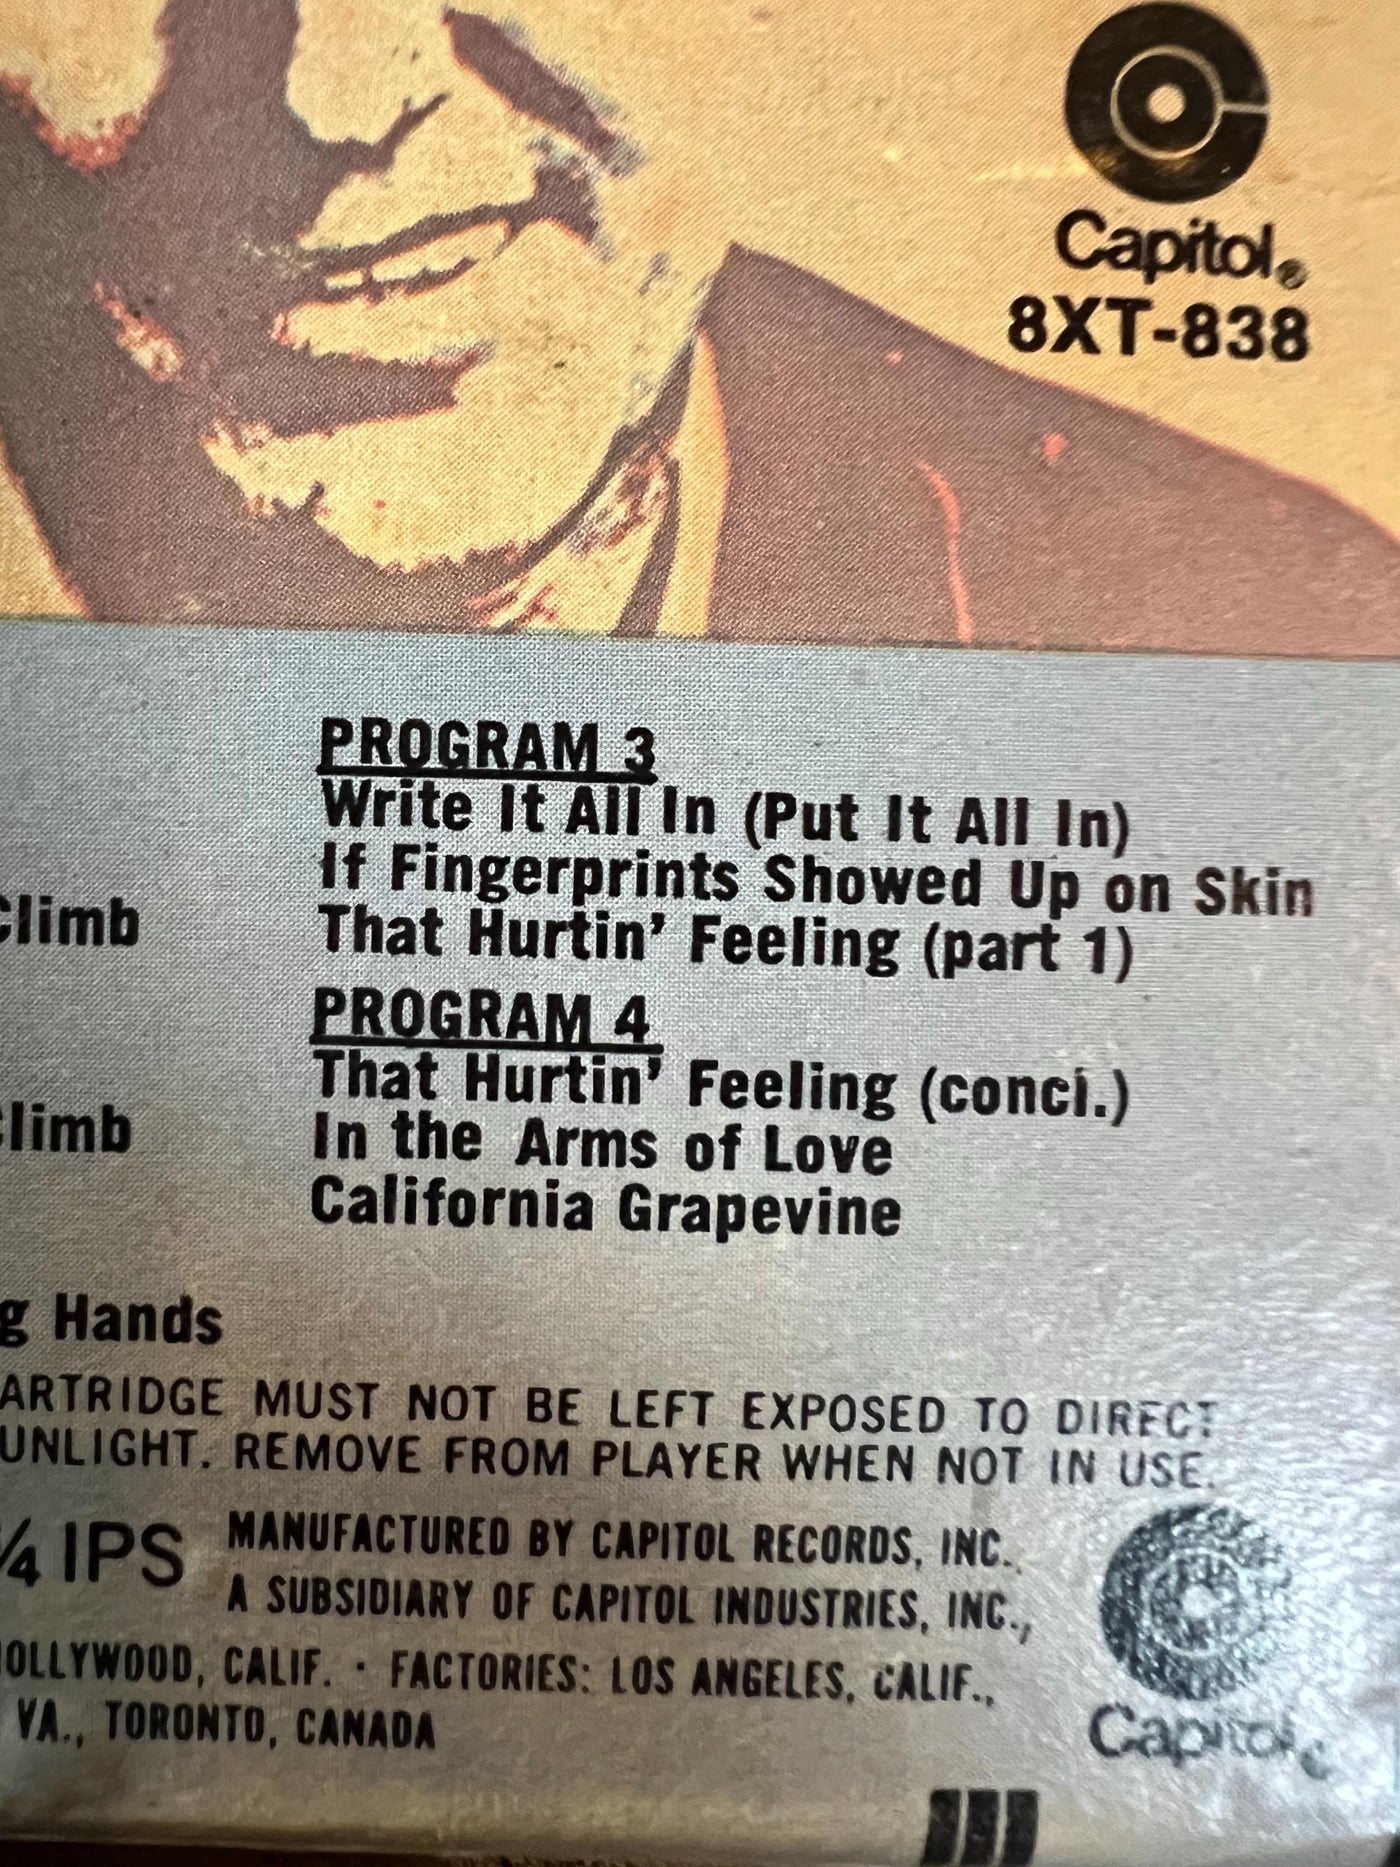 Capitol®
8XT-838
PROGRAM 3
Write It All In (Put It All In)
If Fingerprints Showed Up on Skin
Climb
That Hurtin' Feeling (part 1)
PROGRAM 4
That Hurtin' Feeling (concl.)
Climb
In the Arms of Love
California Grapevine
g Hands
ARTRIDGE MUST NOT BE LEFT EXPOSED TO DIRECT
UNLIGHT. REMOVE FROM PLAYER WHEN NOT IN USE.
¾ IPS
MANUFACTURED BY CAPITOL RECORDS, INC.
A SUBSIDIARY OF CAPITOL INDUSTRIES, INC.,
OLLYWOOD, CALIF. · FACTORIES: LOS ANGELES, CALIF.,
VA., TORONTO, CANADA
Capitol®